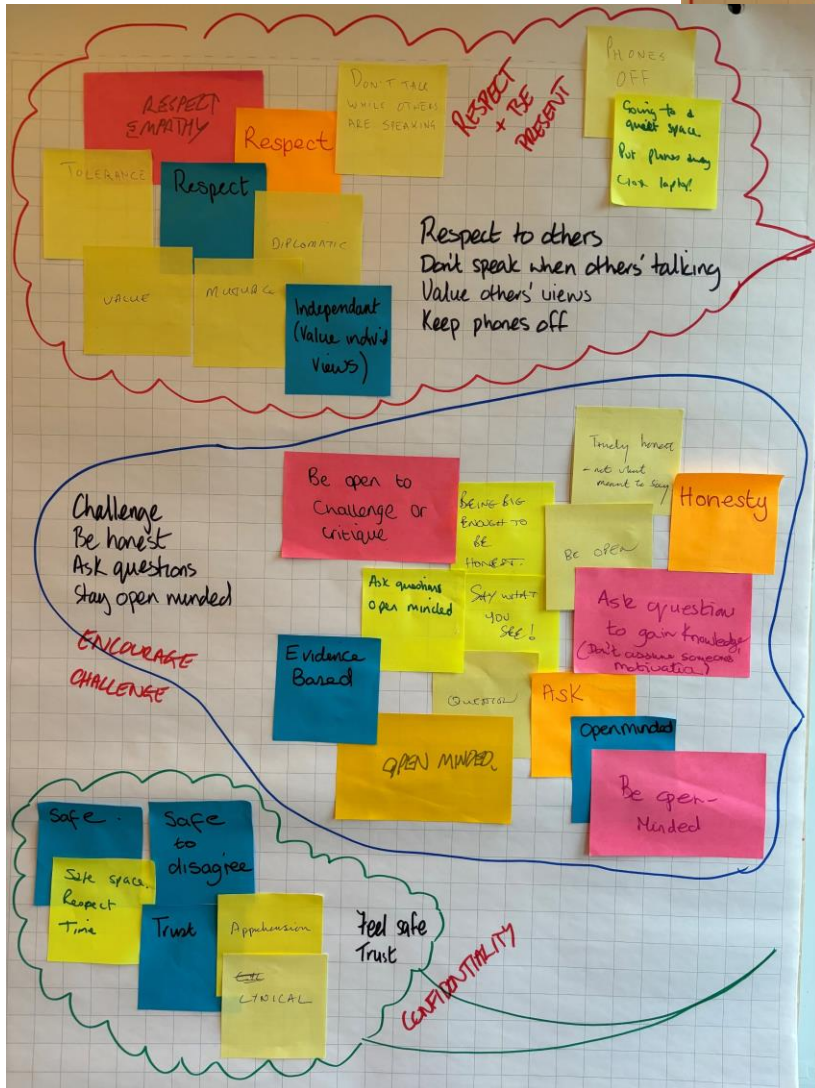 RESPECT
EMPATHY
Respect
DON'T TALK
WHILE OTHERS
ARE SPEAKING
RESPECT
+ BE
PRESENT
PHONES
OFF
Going to a
quiet space
Put phones away
Close laptop!
TOLERANCE
Respect
DIPLOMATIC
VALUE
Independant
(Value individ
views)
Respect to others
Don't speak when others' talking
Value others' views
Keep phones off
Challenge
Be honest
Ask questions
Stay open minded
ENCOURAGE
CHALLENGE
Be open to
Challenge or
critique
BEING BIG
ENOUGH TO
BE
HONEST.
Truely honest
- not what
meant to say
Honesty
BE OPEN
Ask questions
open minded
SAY WHAT
YOU
SEE!
Ask question
to gain knowledge
(Don't assume someones
motivation)
Evidence
Based
QUESTION
ASK
Openminded
OPEN MINDED.
Be open-
Minded
Safe.
Safe
to
disagree
Safe space.
Respect
Time
Trust
Apprehension
CYNICAL
Feel safe
Trust
CONFIDENTIALITY